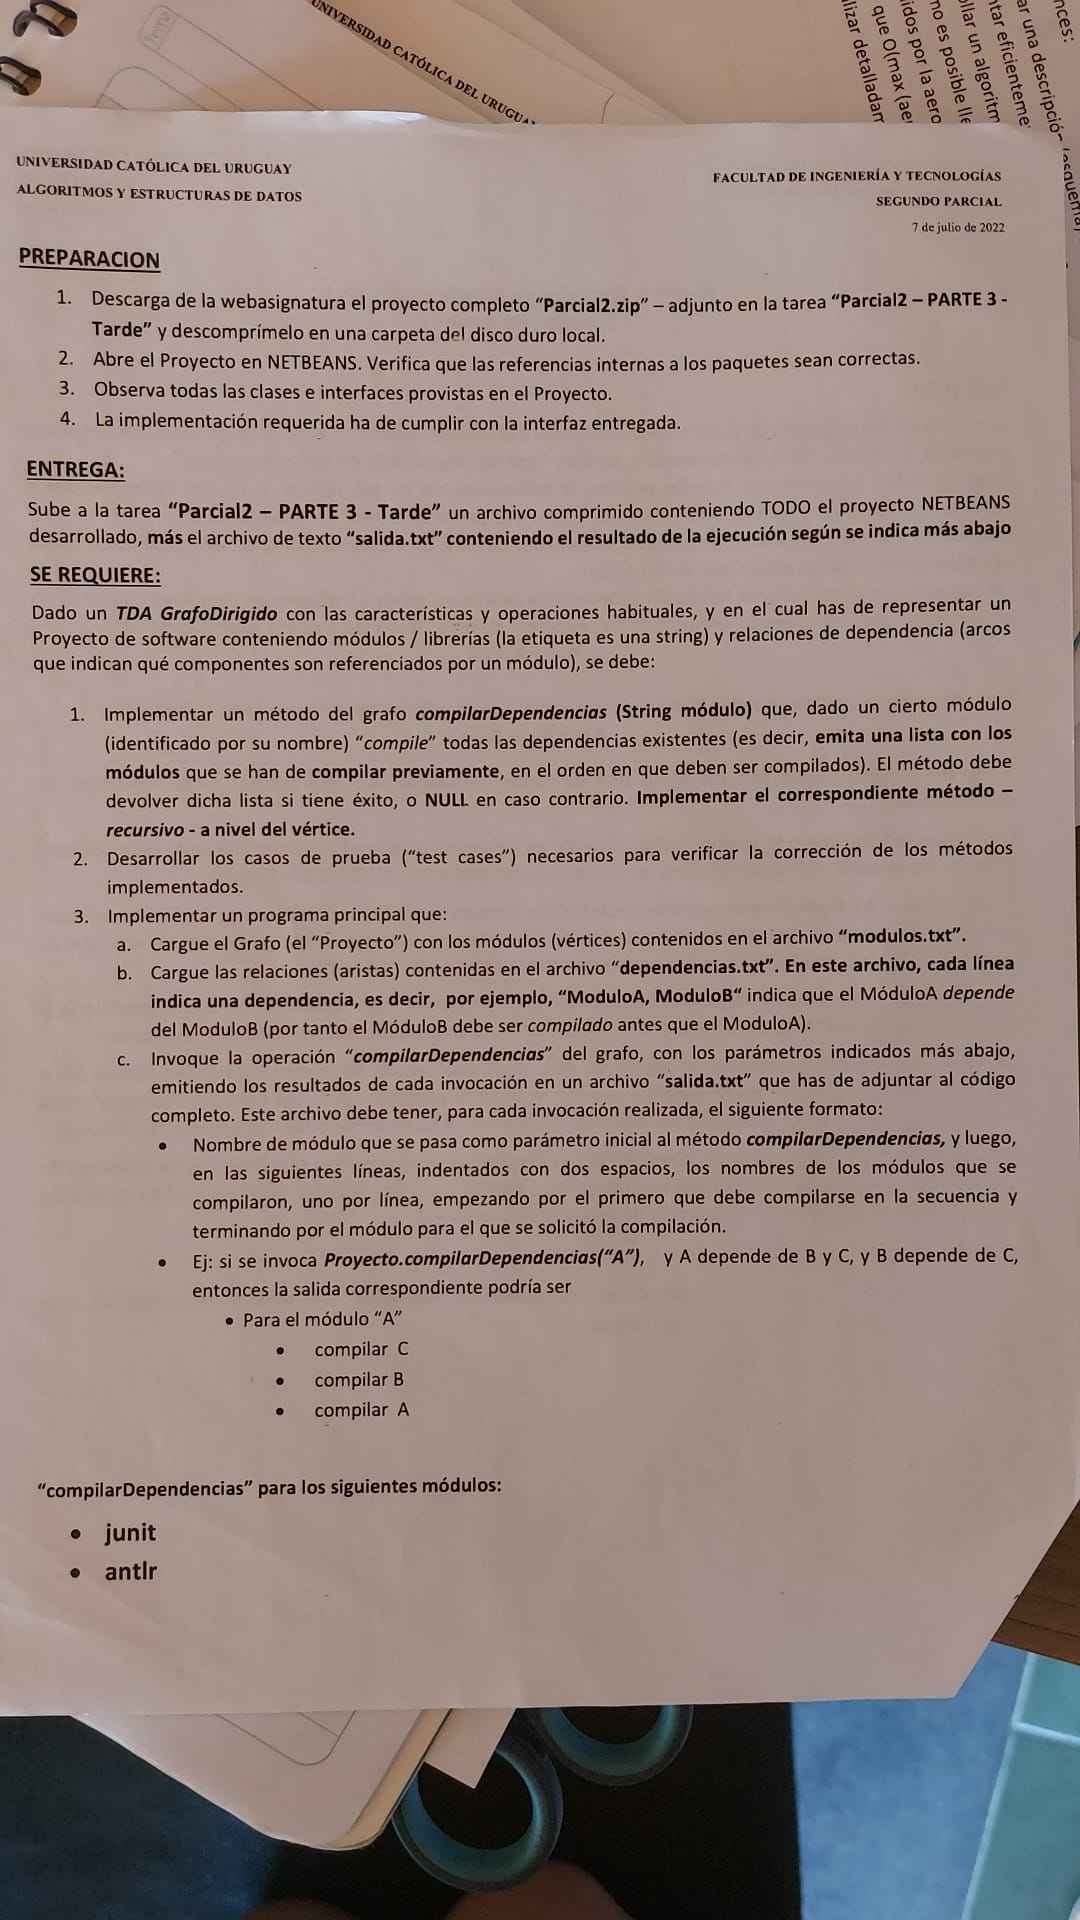 Tema
UNIVERSIDAD CATÓLICA DEL URUGUA
nces:
ar una descripción (esquema)
tar eficienteme
ollar un algoritm
no es posible lle
idos por la aero
que O(max (ae
lizar detalladam
UNIVERSIDAD CATÓLICA DEL URUGUAY
ALGORITMOS Y ESTRUCTURAS DE DATOS
FACULTAD DE INGENIERÍA Y TECNOLOGÍAS
SEGUNDO PARCIAL
7 de julio de 2022
PREPARACION
1. Descarga de la webasignatura el proyecto completo “Parcial2.zip” – adjunto en la tarea “Parcial2 – PARTE 3 -
Tarde” y descomprímelo en una carpeta del disco duro local.
2. Abre el Proyecto en NETBEANS. Verifica que las referencias internas a los paquetes sean correctas.
3. Observa todas las clases e interfaces provistas en el Proyecto.
4. La implementación requerida ha de cumplir con la interfaz entregada.
ENTREGA:
Sube a la tarea “Parcial2 – PARTE 3 - Tarde” un archivo comprimido conteniendo TODO el proyecto NETBEANS
desarrollado, más el archivo de texto “salida.txt” conteniendo el resultado de la ejecución según se indica más abajo
SE REQUIERE:
Dado un TDA GrafoDirigido con las características y operaciones habituales, y en el cual has de representar un
Proyecto de software conteniendo módulos / librerías (la etiqueta es una string) y relaciones de dependencia (arcos
que indican qué componentes son referenciados por un módulo), se debe:
1. Implementar un método del grafo compilarDependencias (String módulo) que, dado un cierto módulo
(identificado por su nombre) “compile” todas las dependencias existentes (es decir, emita una lista con los
módulos que se han de compilar previamente, en el orden en que deben ser compilados). El método debe
devolver dicha lista si tiene éxito, o NULL en caso contrario. Implementar el correspondiente método –
recursivo - a nivel del vértice.
2. Desarrollar los casos de prueba (“test cases”) necesarios para verificar la corrección de los métodos
implementados.
3. Implementar un programa principal que:
a. Cargue el Grafo (el “Proyecto”) con los módulos (vértices) contenidos en el archivo “modulos.txt”.
b. Cargue las relaciones (aristas) contenidas en el archivo “dependencias.txt”. En este archivo, cada línea
indica una dependencia, es decir, por ejemplo, “ModuloA, ModuloB“ indica que el MóduloA depende
del ModuloB (por tanto el MóduloB debe ser compilado antes que el ModuloA).
c. Invoque la operación “compilarDependencias” del grafo, con los parámetros indicados más abajo,
emitiendo los resultados de cada invocación en un archivo “salida.txt” que has de adjuntar al código
completo. Este archivo debe tener, para cada invocación realizada, el siguiente formato:
• Nombre de módulo que se pasa como parámetro inicial al método compilarDependencias, y luego,
en las siguientes líneas, indentados con dos espacios, los nombres de los módulos que se
compilaron, uno por línea, empezando por el primero que debe compilarse en la secuencia y
terminando por el módulo para el que se solicitó la compilación.
• Ej: si se invoca Proyecto.compilarDependencias(“A”), y A depende de B y C, y B depende de C,
entonces la salida correspondiente podría ser
• Para el módulo “A”
• compilar C
• compilar B
• compilar A
“compilarDependencias” para los siguientes módulos:
• junit
• antlr